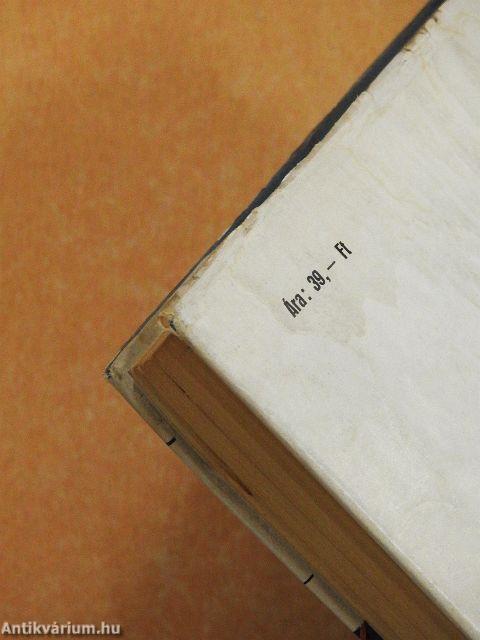 Ára: 39,— Ft
Antikvárium.hu